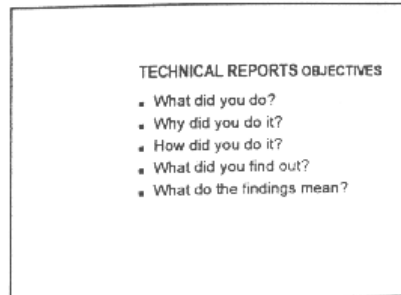 TECHNICAL REPORTS OBJECTIVES
▪ What did you do?
▪ Why did you do it?
▪ How did you do it?
▪ What did you find out?
▪ What do the findings mean?